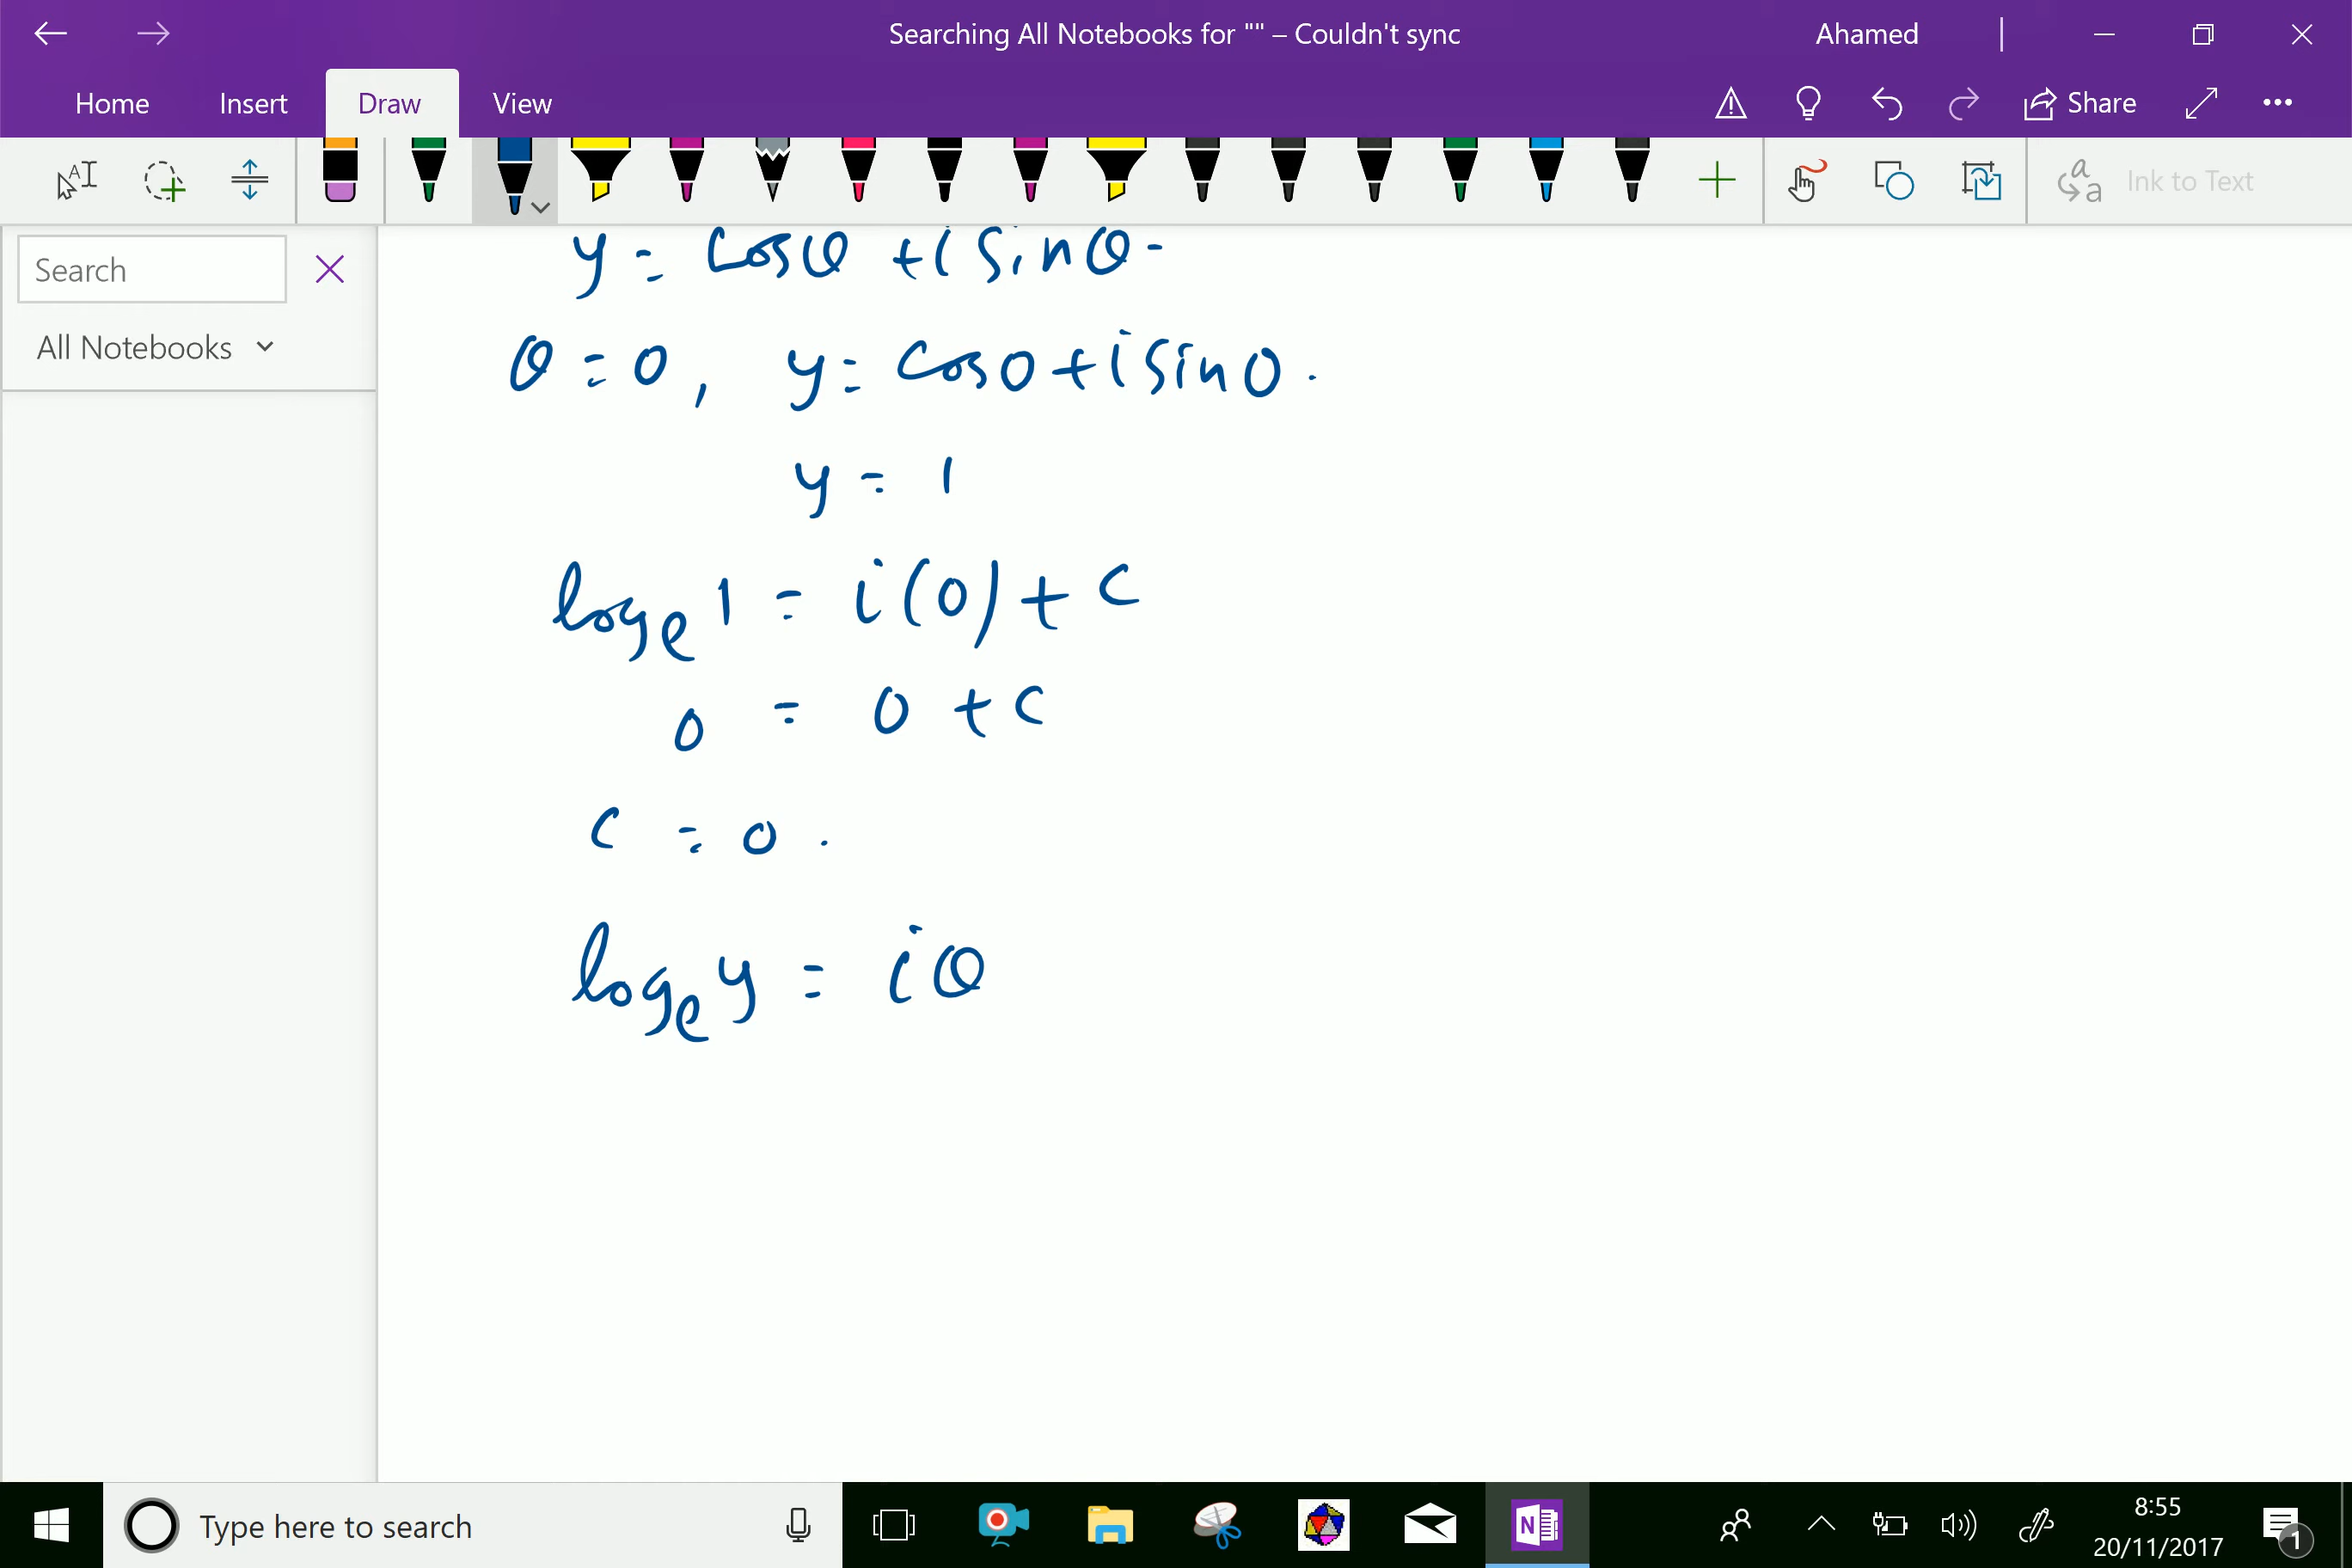 Searching All Notebooks for "" – Couldn't sync
Ahamed
Home Insert Draw View
Share
Ink to Text
Search
All Notebooks
y = cosθ + i sinθ
θ = 0, y = cos0 + i sin0.
y = 1
logₑ1 = i(0) + c
0 = 0 + c
c = 0.
logₑy = iθ
Type here to search
N
8:55
20/11/2017
1